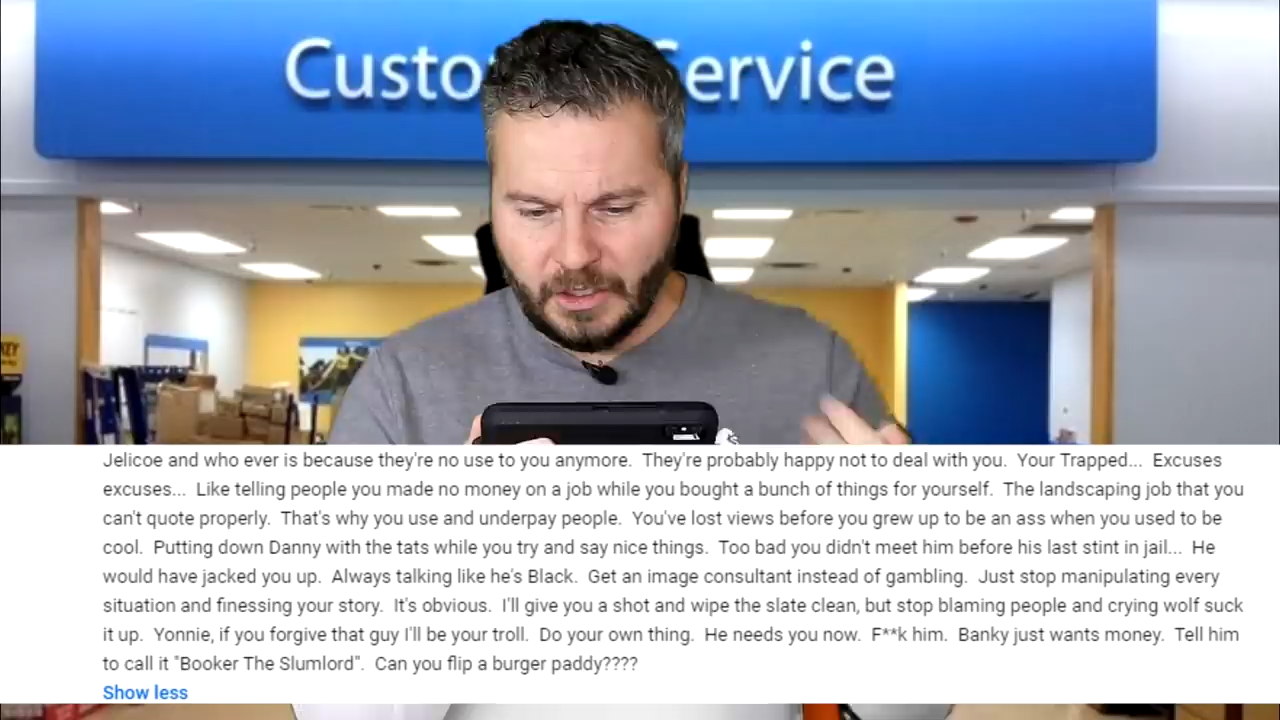 Custo Service
KEY
Jelicoe and who ever is because they're no use to you anymore.  They're probably happy not to deal with you.  Your Trapped...  Excuses
excuses...  Like telling people you made no money on a job while you bought a bunch of things for yourself.  The landscaping job that you
can't quote properly.  That's why you use and underpay people.  You've lost views before you grew up to be an ass when you used to be
cool.  Putting down Danny with the tats while you try and say nice things.  Too bad you didn't meet him before his last stint in jail...  He
would have jacked you up.  Always talking like he's Black.  Get an image consultant instead of gambling.  Just stop manipulating every
situation and finessing your story.  It's obvious.  I'll give you a shot and wipe the slate clean, but stop blaming people and crying wolf suck
it up.  Yonnie, if you forgive that guy I'll be your troll.  Do your own thing.  He needs you now.  F**k him.  Banky just wants money.  Tell him
to call it "Booker The Slumlord".  Can you flip a burger paddy????
Show less